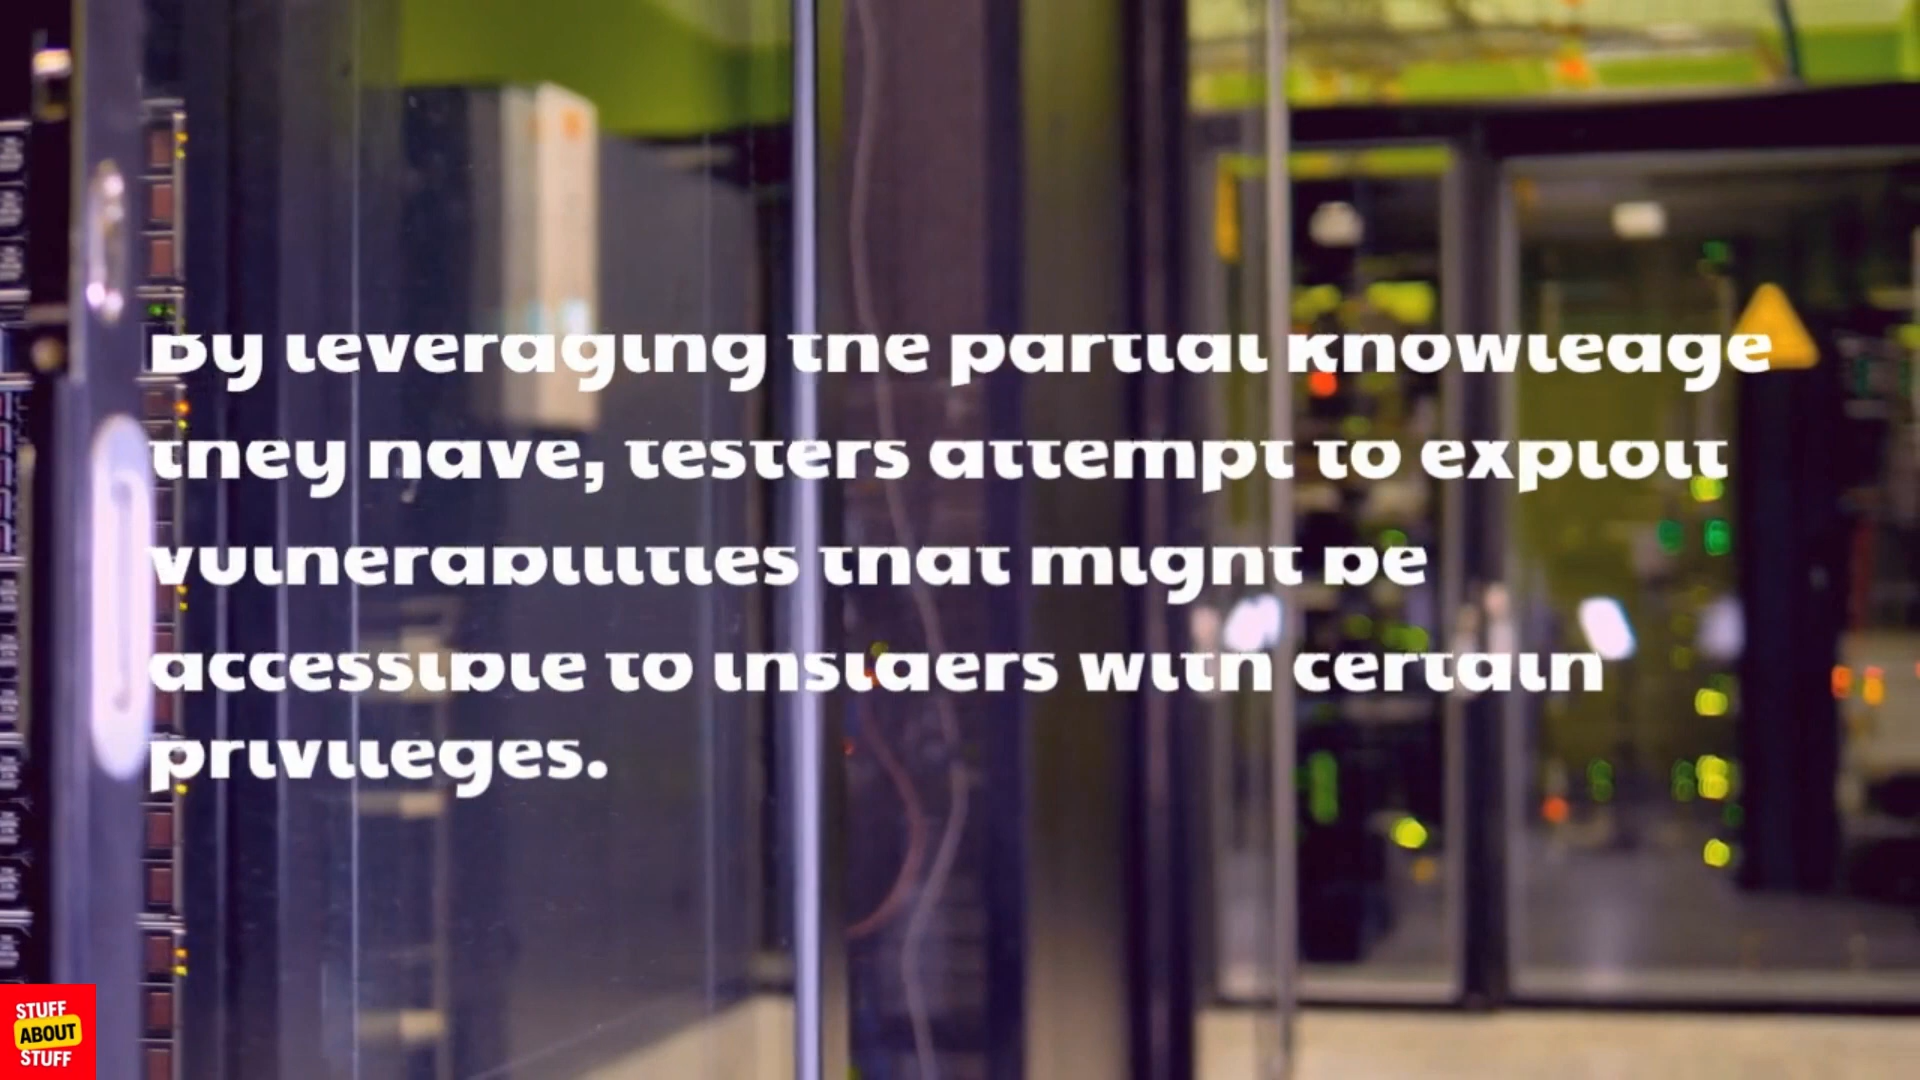 By leveraging the partial knowledge
they have, testers attempt to exploit
vulnerabilities that might be
accessible to insiders with certain
privileges.
STUFF
ABOUT
STUFF